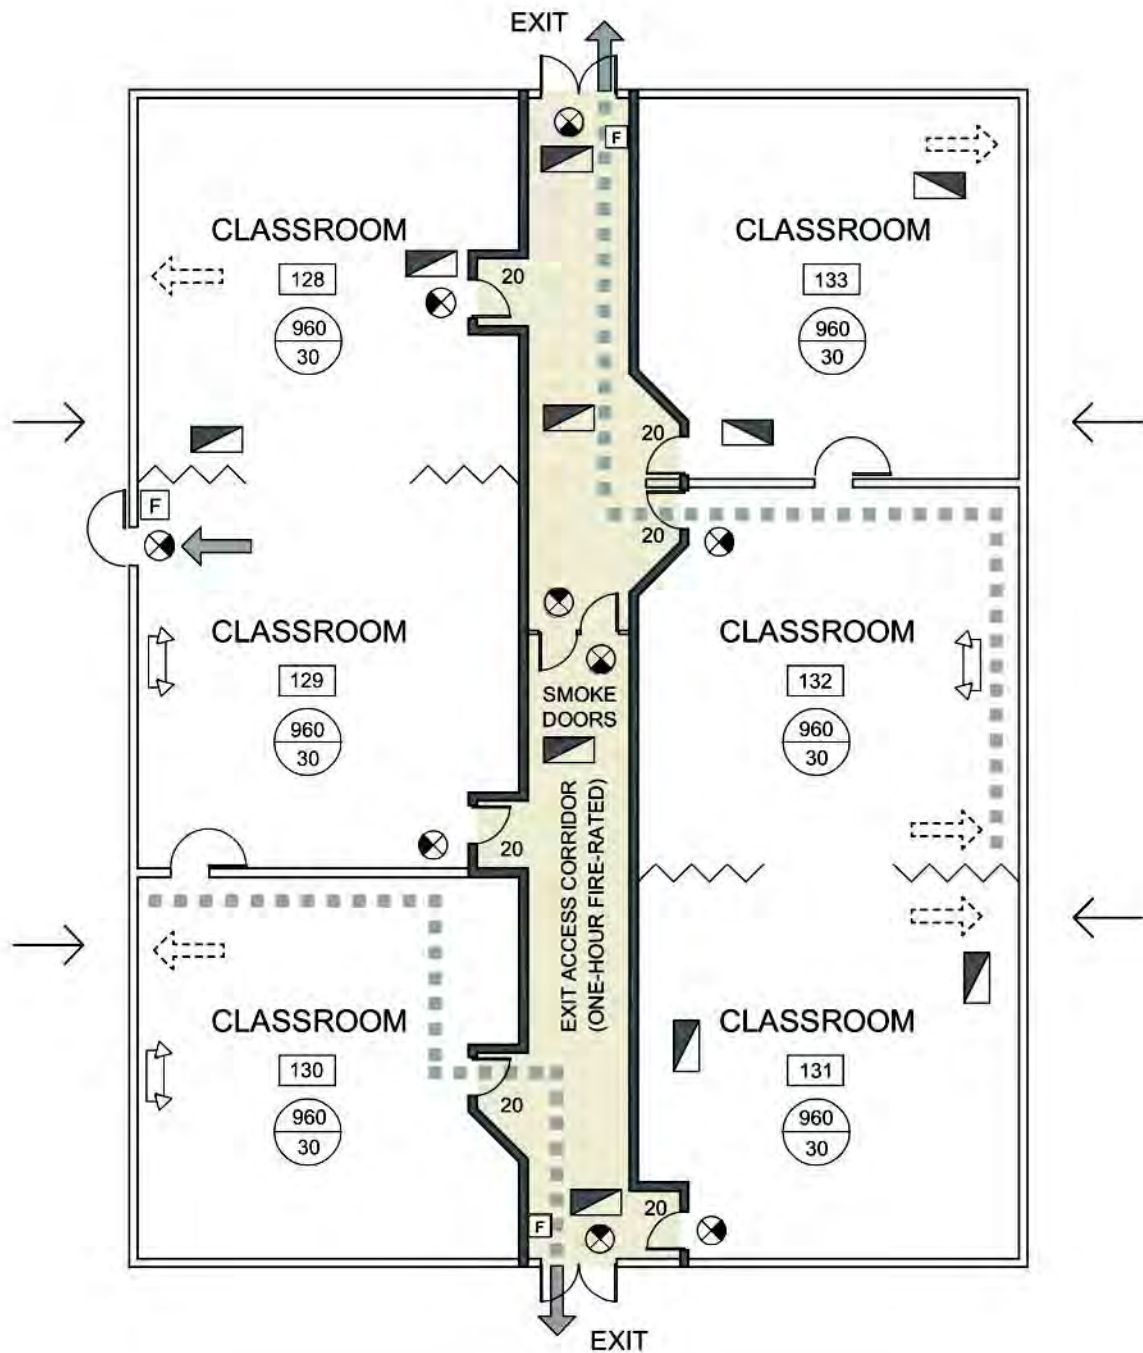 EXIT
F
CLASSROOM
128
960
30
20
CLASSROOM
133
960
30
20
F
20
CLASSROOM
129
960
30
SMOKE
DOORS
CLASSROOM
132
960
30
20
EXIT ACCESS CORRIDOR
(ONE-HOUR FIRE-RATED)
CLASSROOM
130
960
30
20
CLASSROOM
131
960
30
20
F
EXIT